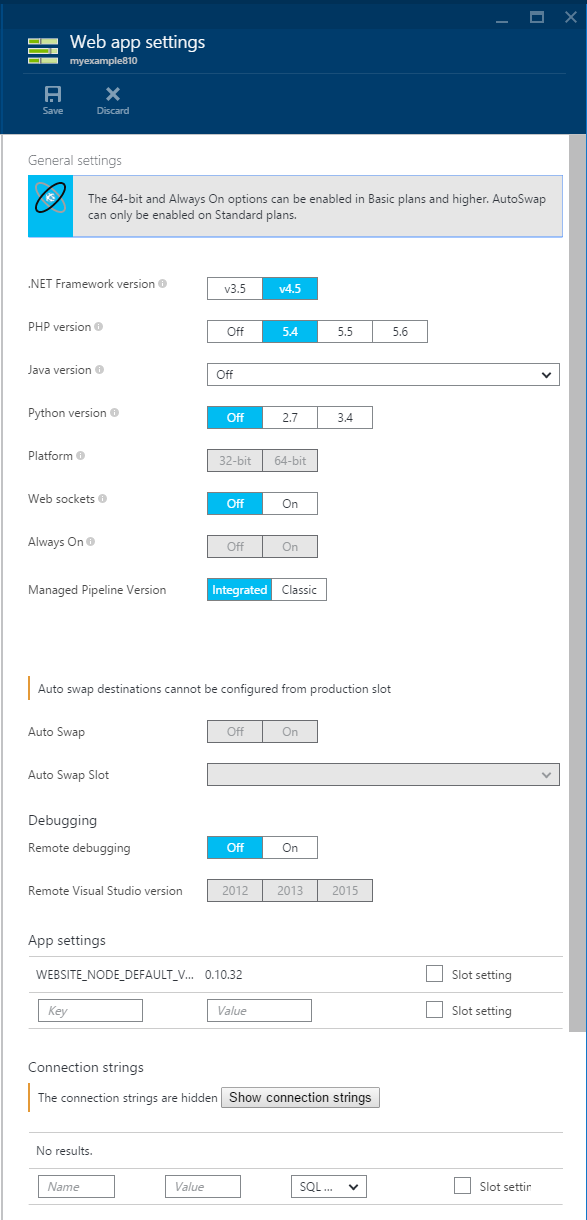 Web app settings
myexample810
Save Discard
General settings
The 64-bit and Always On options can be enabled in Basic plans and higher. AutoSwap
can only be enabled on Standard plans.
.NET Framework version v3.5 v4.5
PHP version Off 5.4 5.5 5.6
Java version Off
Python version Off 2.7 3.4
Platform 32-bit 64-bit
Web sockets Off On
Always On Off On
Managed Pipeline Version Integrated Classic
Auto swap destinations cannot be configured from production slot
Auto Swap Off On
Auto Swap Slot
Debugging
Remote debugging Off On
Remote Visual Studio version 2012 2013 2015
App settings
WEBSITE_NODE_DEFAULT_V... 0.10.32 Slot setting
Key Value Slot setting
Connection strings
The connection strings are hidden Show connection strings
No results.
Name Value SQL ... Slot settir